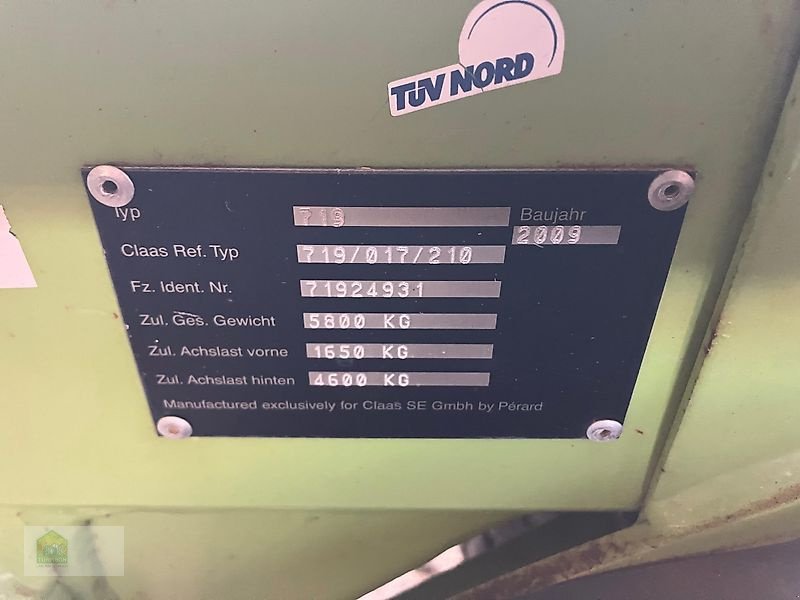 TÜV NORD
Typ 719 Baujahr
2009
Claas Ref. Typ 719/017/210
Fz. Ident. Nr. 71924931
Zul. Ges. Gewicht 5800 KG
Zul. Achslast vorne 1650 KG
Zul. Achslast hinten 4600 KG
Manufactured exclusively for Claas SE Gmbh by Pérard